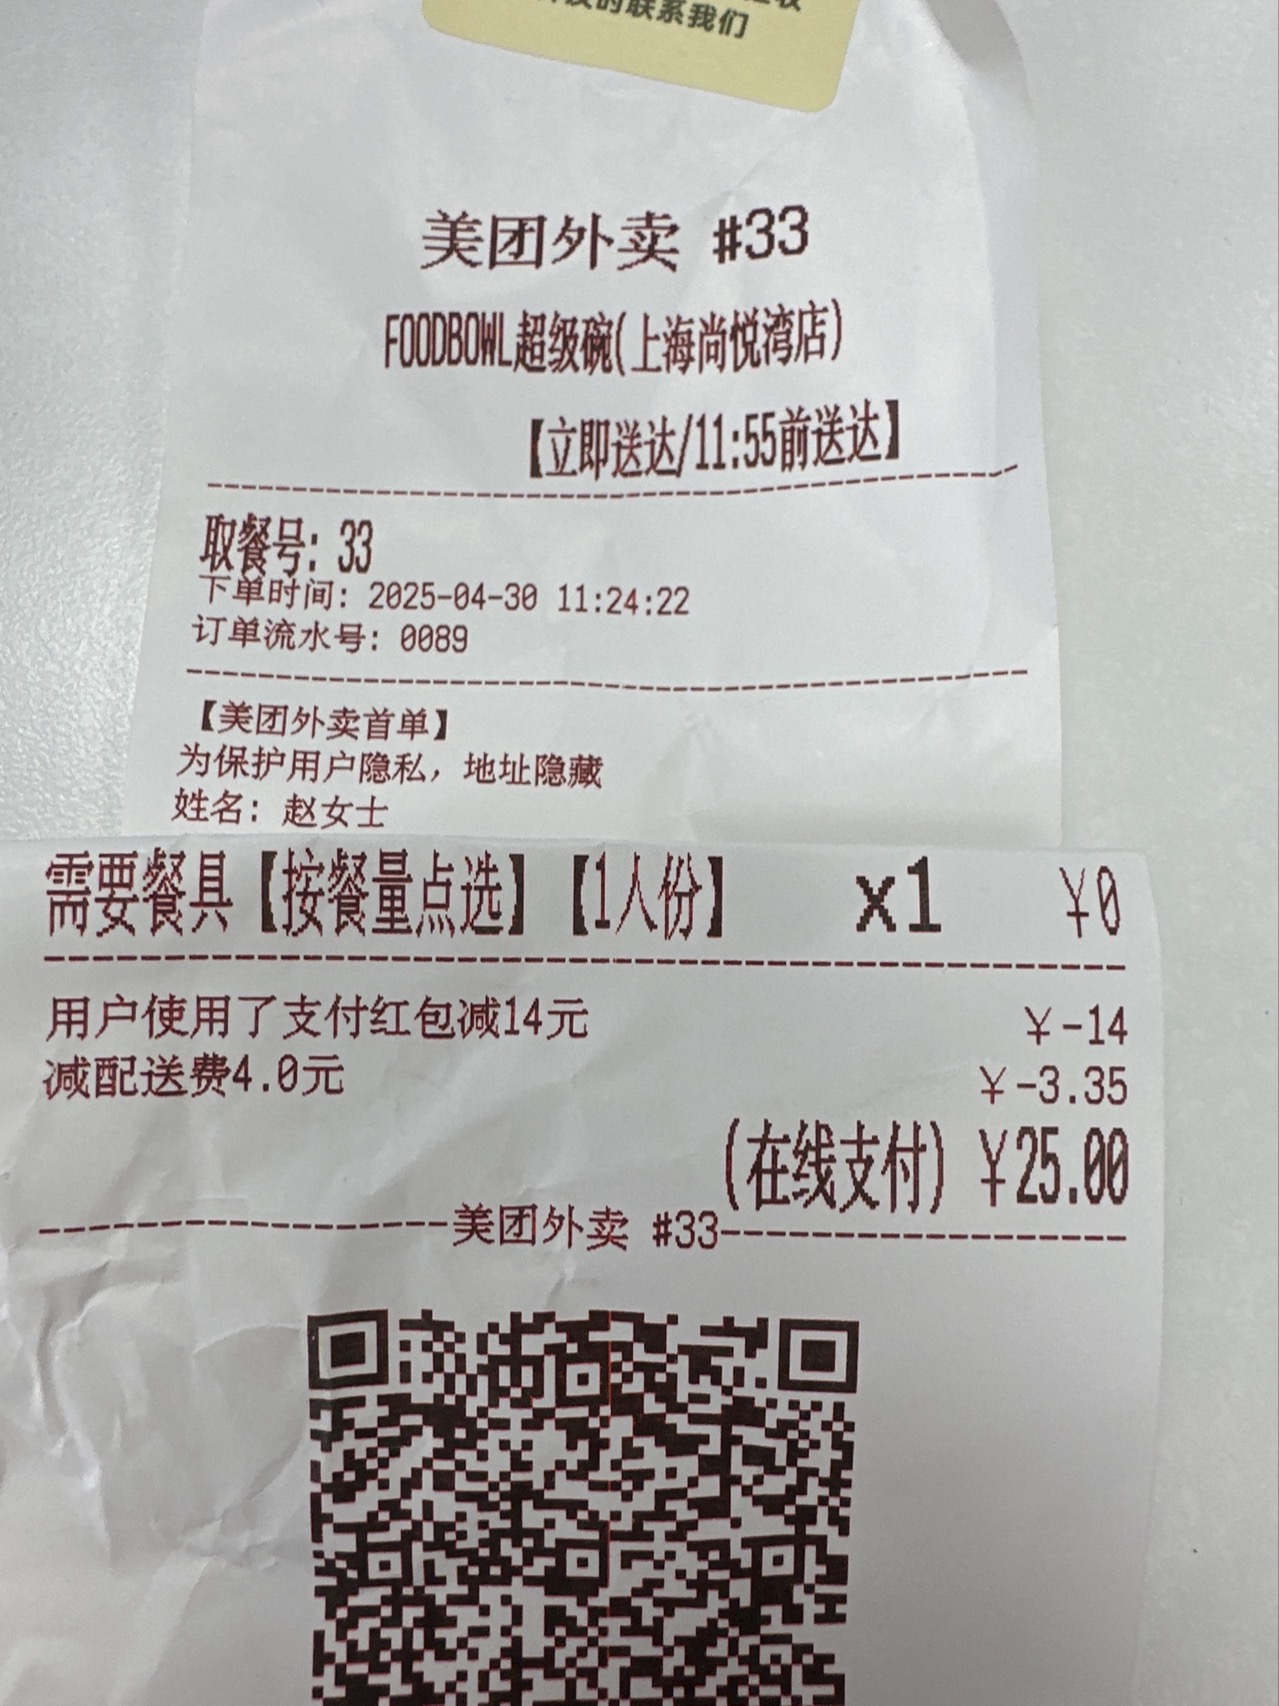 的联系我们
美团外卖 #33
FOODBOWL超级碗(上海尚悦湾店)
【立即送达/11:55前送达】
取餐号: 33
下单时间: 2025-04-30 11:24:22
订单流水号: 0089
【美团外卖首单】
为保护用户隐私，地址隐藏
姓名: 赵女士
需要餐具【按餐量点选】【1人份】 x1 ¥0
用户使用了支付红包减14元 ¥-14
减配送费4.0元 ¥-3.35
(在线支付) ¥25.00
美团外卖 #33